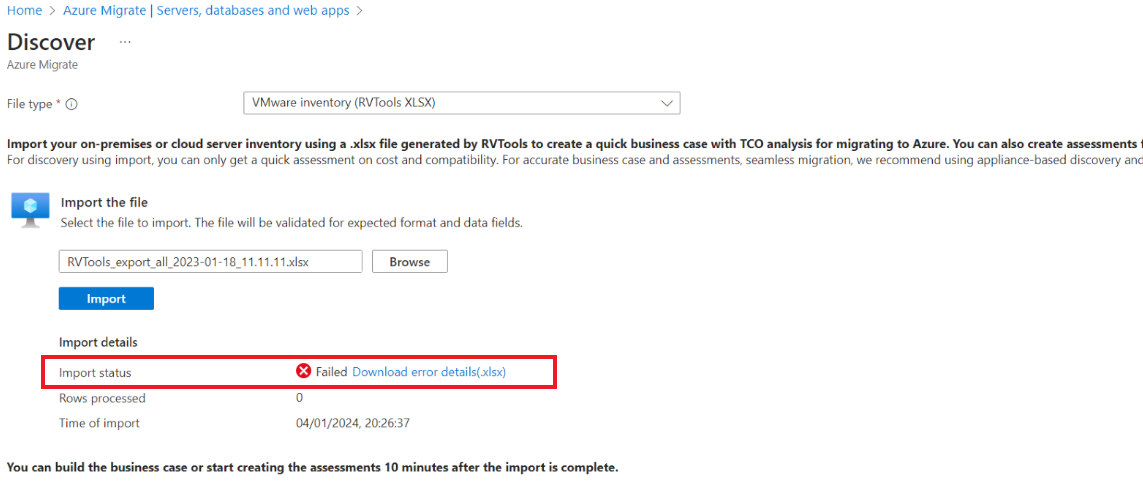 Home > Azure Migrate | Servers, databases and web apps >
Discover ...
Azure Migrate
File type * VMware inventory (RVTools XLSX)
Import your on-premises or cloud server inventory using a .xlsx file generated by RVTools to create a quick business case with TCO analysis for migrating to Azure. You can also create assessments f
For discovery using import, you can only get a quick assessment on cost and compatibility. For accurate business case and assessments, seamless migration, we recommend using appliance-based discovery and
Import the file
Select the file to import. The file will be validated for expected format and data fields.
RVTools_export_all_2023-01-18_11.11.11.xlsx Browse
Import
Import details
Import status Failed Download error details(.xlsx)
Rows processed 0
Time of import 04/01/2024, 20:26:37
You can build the business case or start creating the assessments 10 minutes after the import is complete.